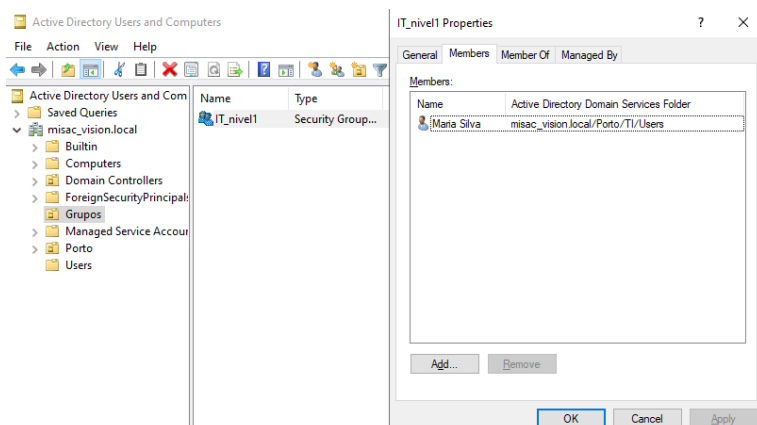 Active Directory Users and Computers
File Action View Help
Active Directory Users and Com
Saved Queries
misac_vision.local
Builtin
Computers
Domain Controllers
ForeignSecurityPrincipals
Grupos
Managed Service Accour
Porto
Users
Name Type
IT_nivel1 Security Group...
IT_nivel1 Properties
? ×
General Members Member Of Managed By
Members:
Name Active Directory Domain Services Folder
Maria Silva misac_vision.local/Porto/TI/Users
Add... Remove
OK Cancel Apply